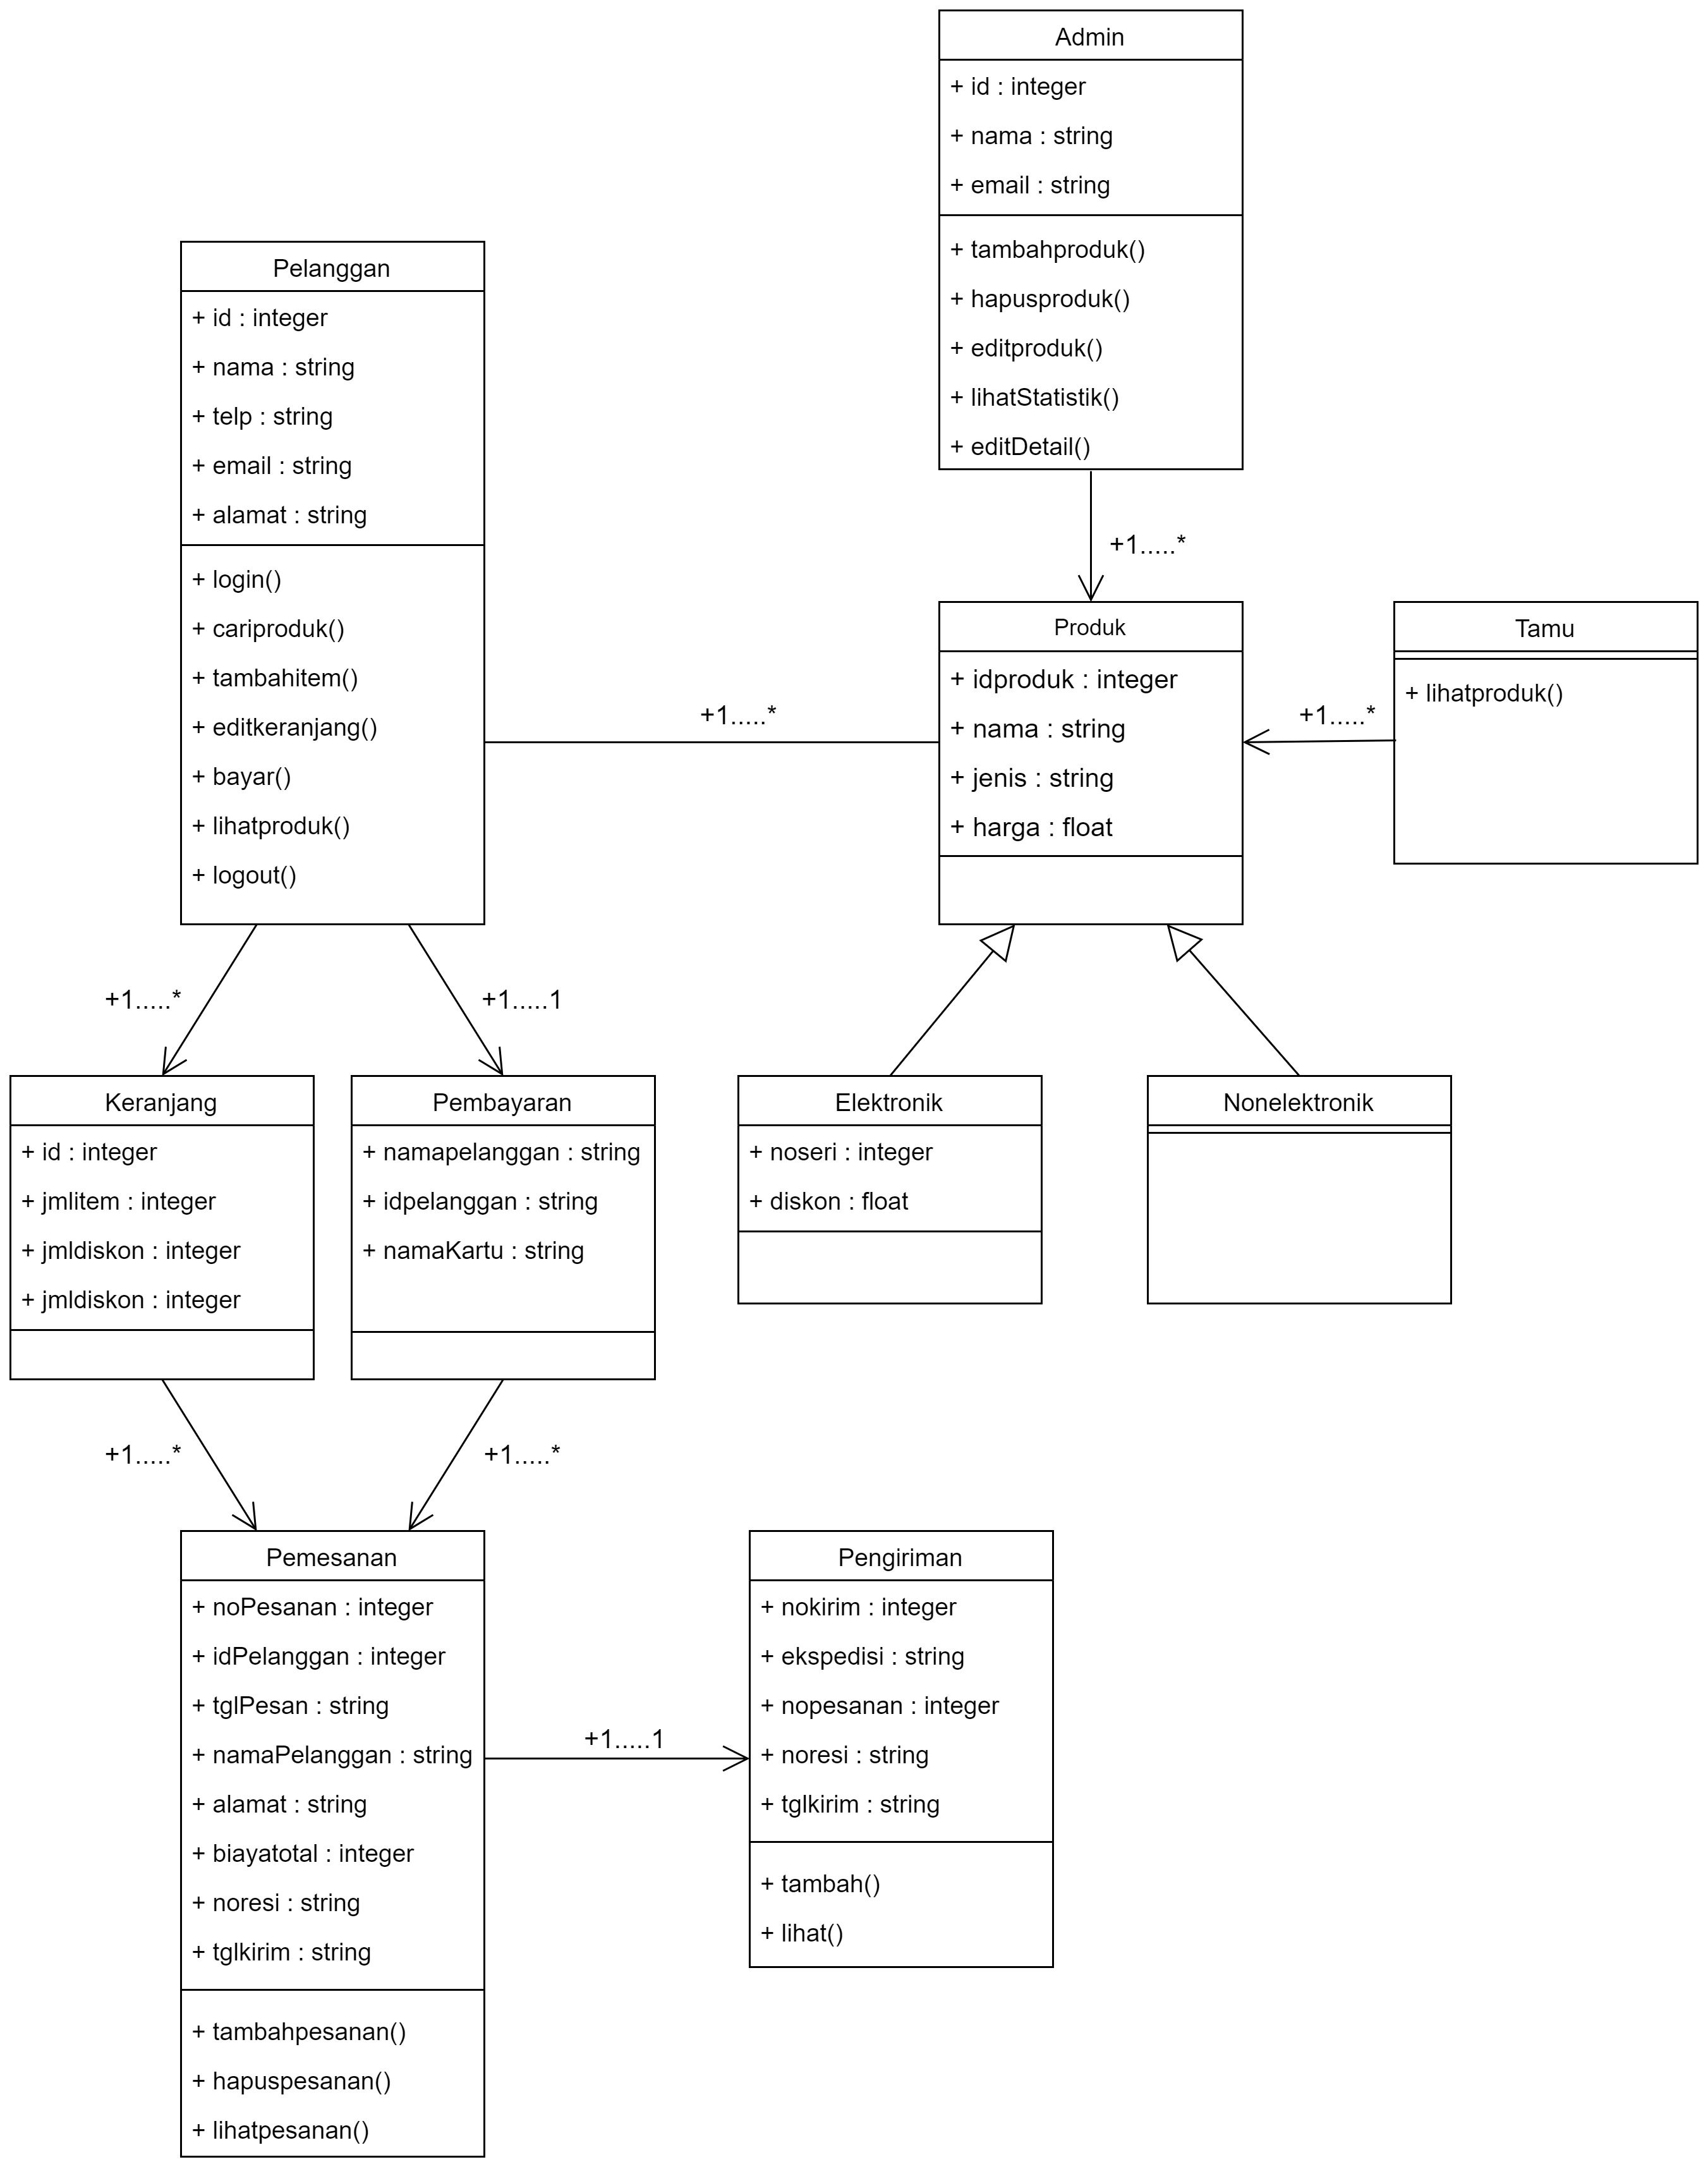 Admin
+ id : integer
+ nama : string
+ email : string
+ tambahproduk()
+ hapusproduk()
+ editproduk()
+ lihatStatistik()
+ editDetail()
Pelanggan
+ id : integer
+ nama : string
+ telp : string
+ email : string
+ alamat : string
+ login()
+ cariproduk()
+ tambahitem()
+ editkeranjang()
+ bayar()
+ lihatproduk()
+ logout()
+1.....*
+1.....*
Produk
+ idproduk : integer
+ nama : string
+ jenis : string
+ harga : float
+1.....*
Tamu
+ lihatproduk()
+1.....*
+1.....1
Keranjang
+ id : integer
+ jmlitem : integer
+ jmldiskon : integer
+ jmldiskon : integer
Pembayaran
+ namapelanggan : string
+ idpelanggan : string
+ namaKartu : string
Elektronik
+ noseri : integer
+ diskon : float
Nonelektronik
+1.....*
+1.....*
Pemesanan
+ noPesanan : integer
+ idPelanggan : integer
+ tglPesan : string
+ namaPelanggan : string
+ alamat : string
+ biayatotal : integer
+ noresi : string
+ tglkirim : string
+ tambahpesanan()
+ hapuspesanan()
+ lihatpesanan()
+1.....1
Pengiriman
+ nokirim : integer
+ ekspedisi : string
+ nopesanan : integer
+ noresi : string
+ tglkirim : string
+ tambah()
+ lihat()